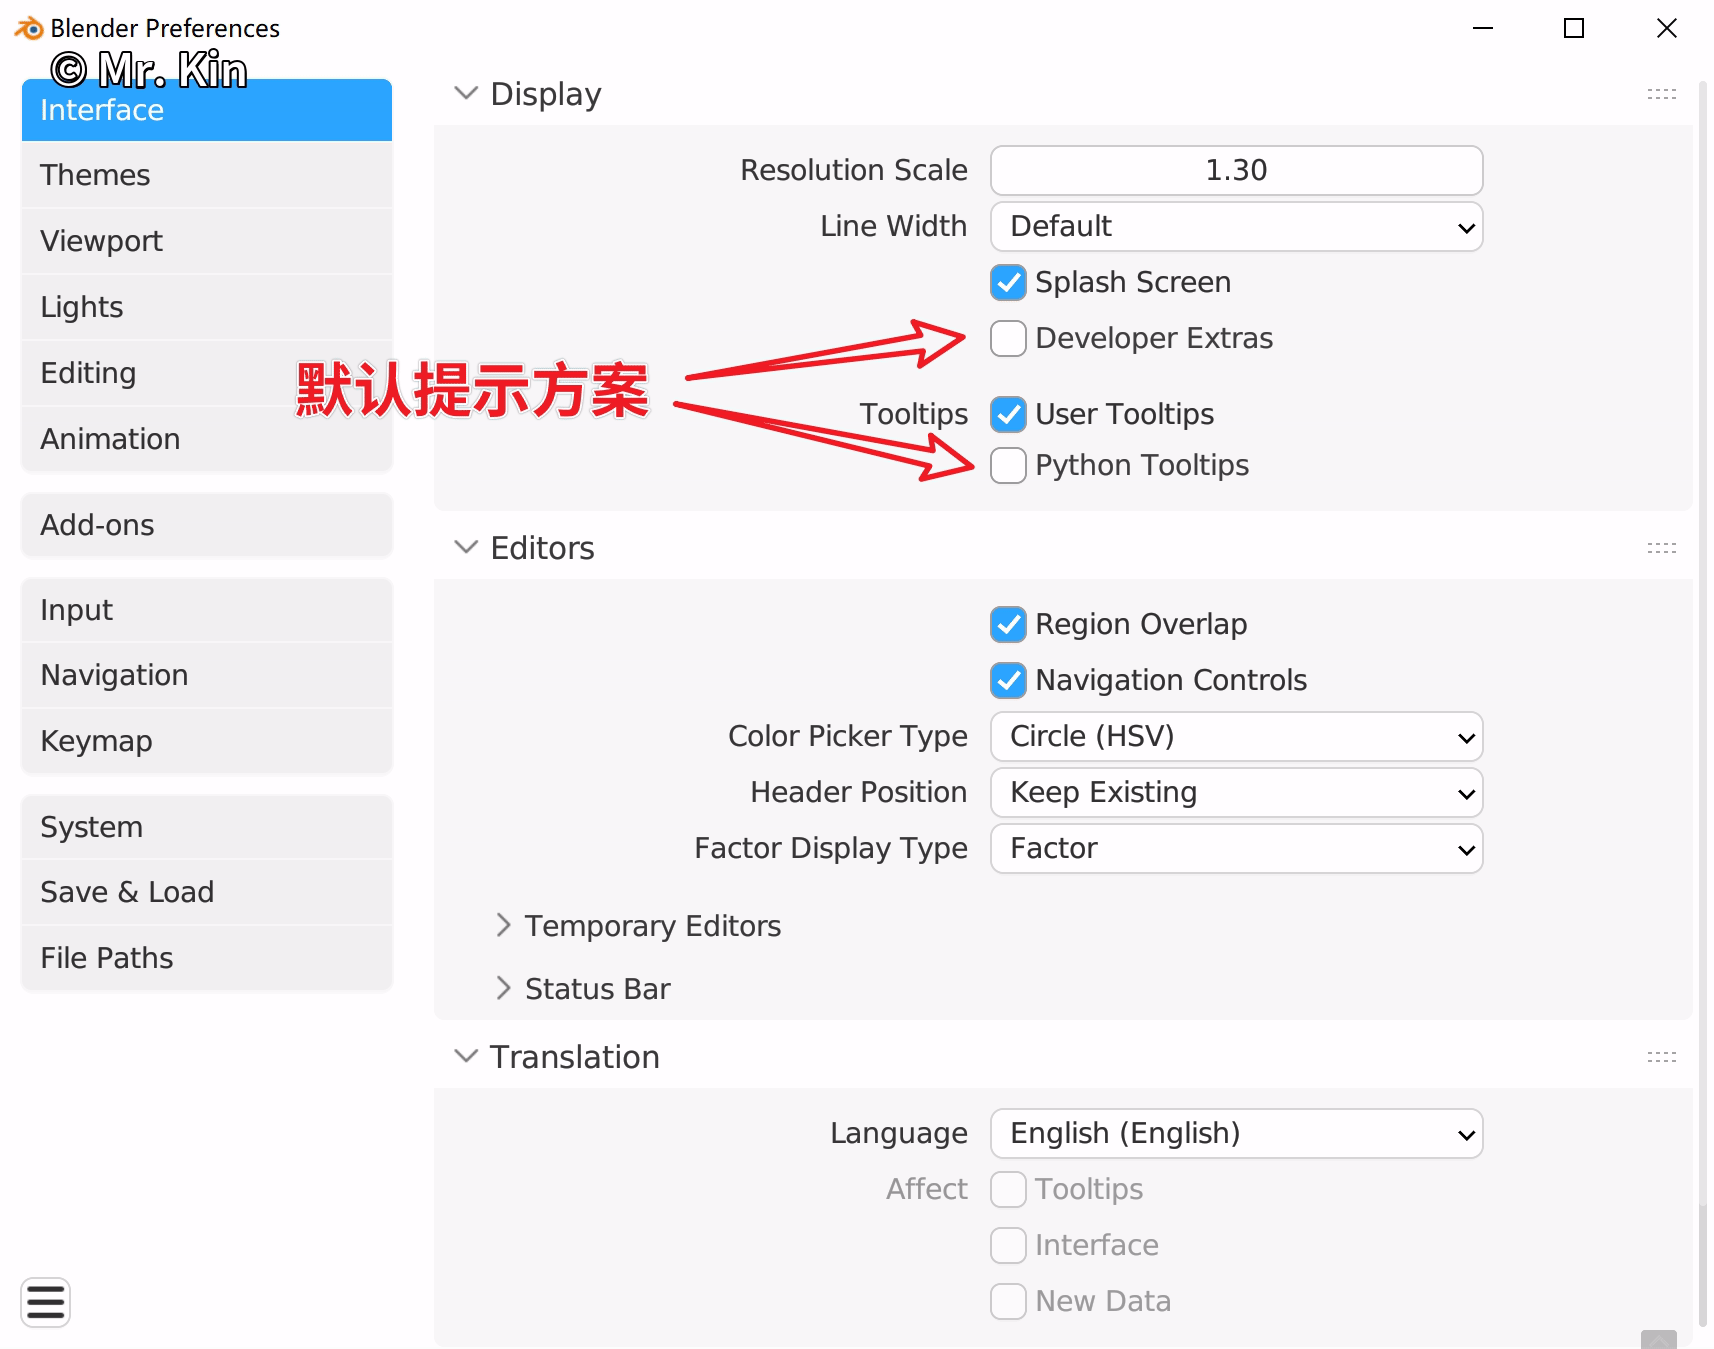 Blender Preferences
© Mr. Kin
Interface
Themes
Viewport
Lights
Editing
Animation
Add-ons
Input
Navigation
Keymap
System
Save & Load
File Paths
默认提示方案
Display
Resolution Scale 1.30
Line Width Default
Splash Screen
Developer Extras
Tooltips User Tooltips
Python Tooltips
Editors
Region Overlap
Navigation Controls
Color Picker Type Circle (HSV)
Header Position Keep Existing
Factor Display Type Factor
Temporary Editors
Status Bar
Translation
Language English (English)
Affect Tooltips
Interface
New Data